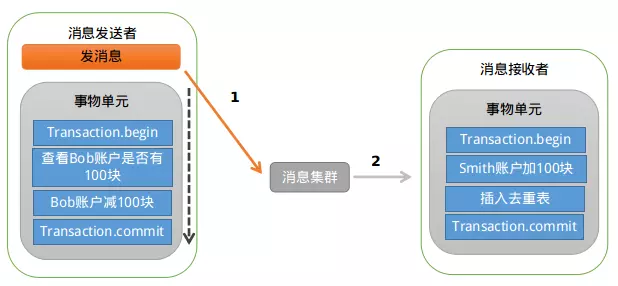 消息发送者
发消息
事物单元
Transaction.begin
查看Bob账户是否有
100块
Bob账户减100块
Transaction.commit
1
消息集群
2
消息接收者
事物单元
Transaction.begin
Smith账户加100块
插入去重表
Transaction.commit